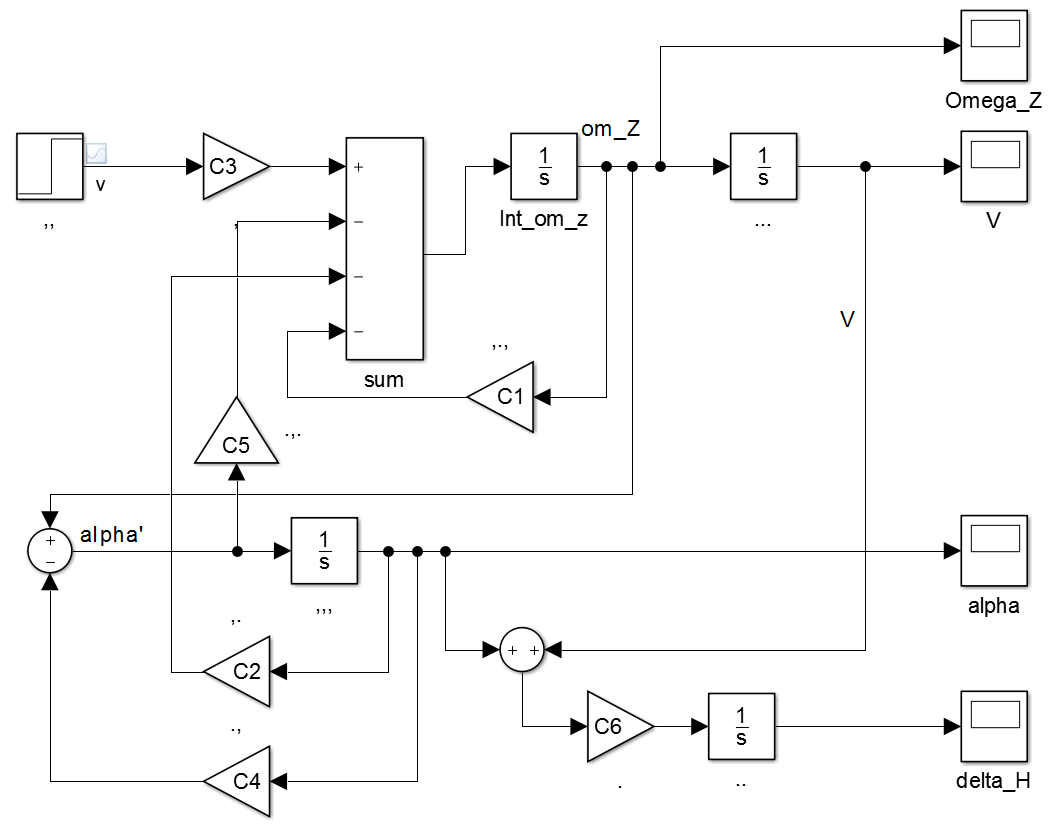 om_Z
Omega_Z
C3
+
1
s
1
s
v
,,
,
−
Int_om_z
...
V
−
V
−
,.,
sum
C1
C5
.,.
alpha'
+
−
1
s
,,,
alpha
,.
C2
+ +
.,
C6
1
s
C4
.
..
delta_H